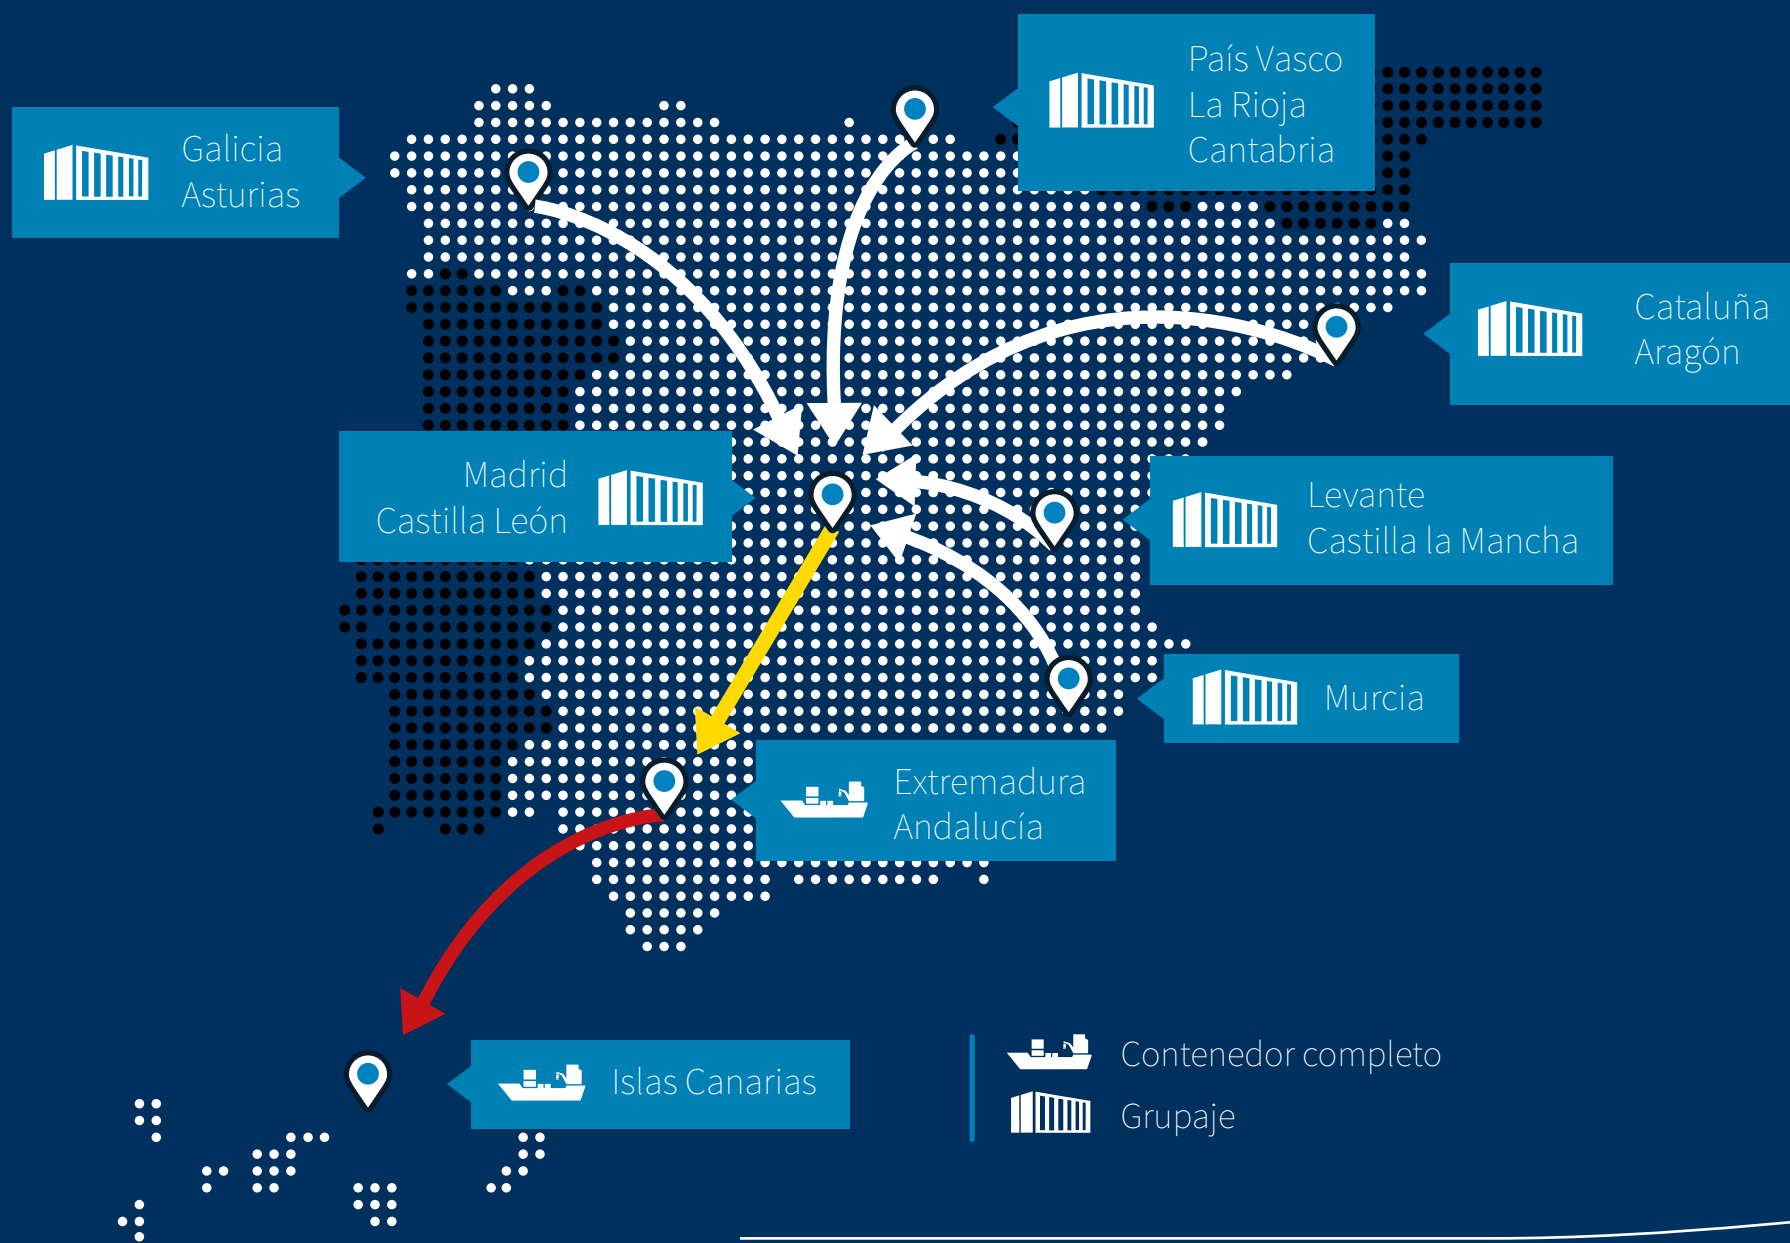 País Vasco
La Rioja
Cantabria
Galicia
Asturias
Cataluña
Aragón
Madrid
Castilla León
Levante
Castilla la Mancha
Murcia
Extremadura
Andalucía
Islas Canarias
Contenedor completo
Grupaje